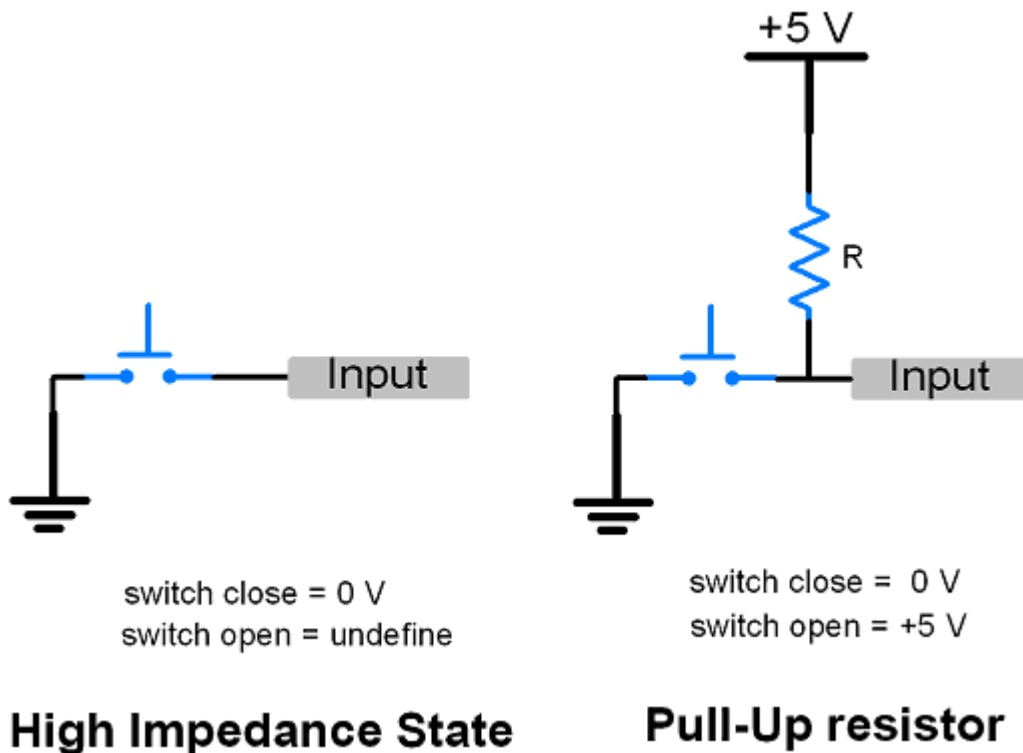 +5 V
R
Input
Input
switch close = 0 V
switch open = undefine
switch close =  0 V
switch open = +5 V
High Impedance State
Pull-Up resistor